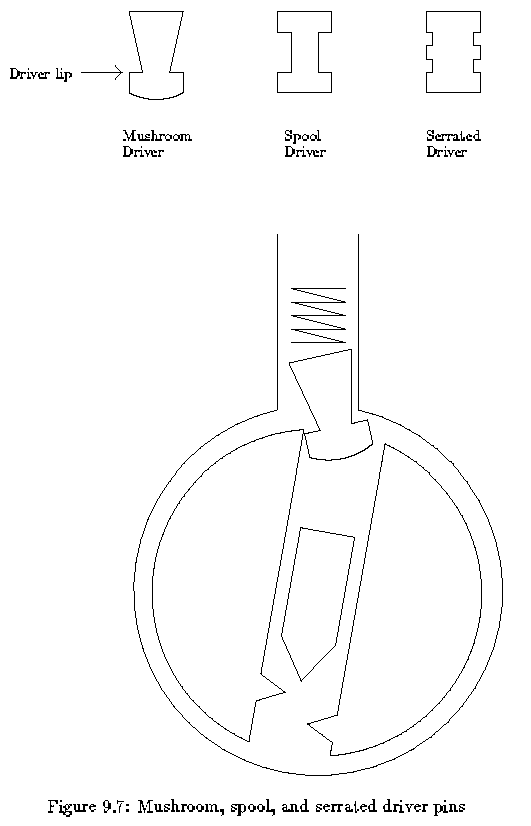 Driver lip
Mushroom
Driver
Spool
Driver
Serrated
Driver
Figure 9.7: Mushroom, spool, and serrated driver pins